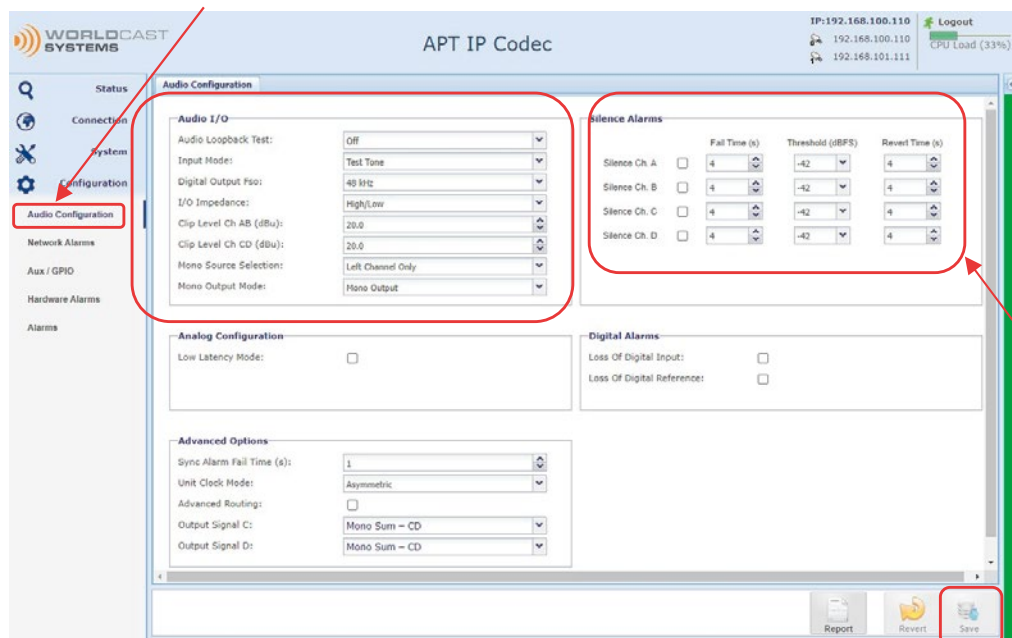 WORLDCAST
SYSTEMS
APT IP Codec
IP:192.168.100.110
192.168.100.110
192.168.101.111
Logout
CPU Load (33%)
Status
Connection
System
Configuration
Audio Configuration
Network Alarms
Aux / GPIO
Hardware Alarms
Alarms
Audio Configuration
Audio I/O
Audio Loopback Test: Off
Input Mode: Test Tone
Digital Output Fso: 48 kHz
I/O Impedance: High/Low
Clip Level Ch AB (dBu): 20.0
Clip Level Ch CD (dBu): 20.0
Mono Source Selection: Left Channel Only
Mono Output Mode: Mono Output
Silence Alarms
Fail Time (s) Threshold (dBFS) Revert Time (s)
Silence Ch. A 4 -42 4
Silence Ch. B 4 -42 4
Silence Ch. C 4 -42 4
Silence Ch. D 4 -42 4
Analog Configuration
Low Latency Mode:
Digital Alarms
Loss Of Digital Input:
Loss Of Digital Reference:
Advanced Options
Sync Alarm Fail Time (s): 1
Unit Clock Mode: Asymmetric
Advanced Routing:
Output Signal C: Mono Sum – CD
Output Signal D: Mono Sum – CD
Report
Revert
Save